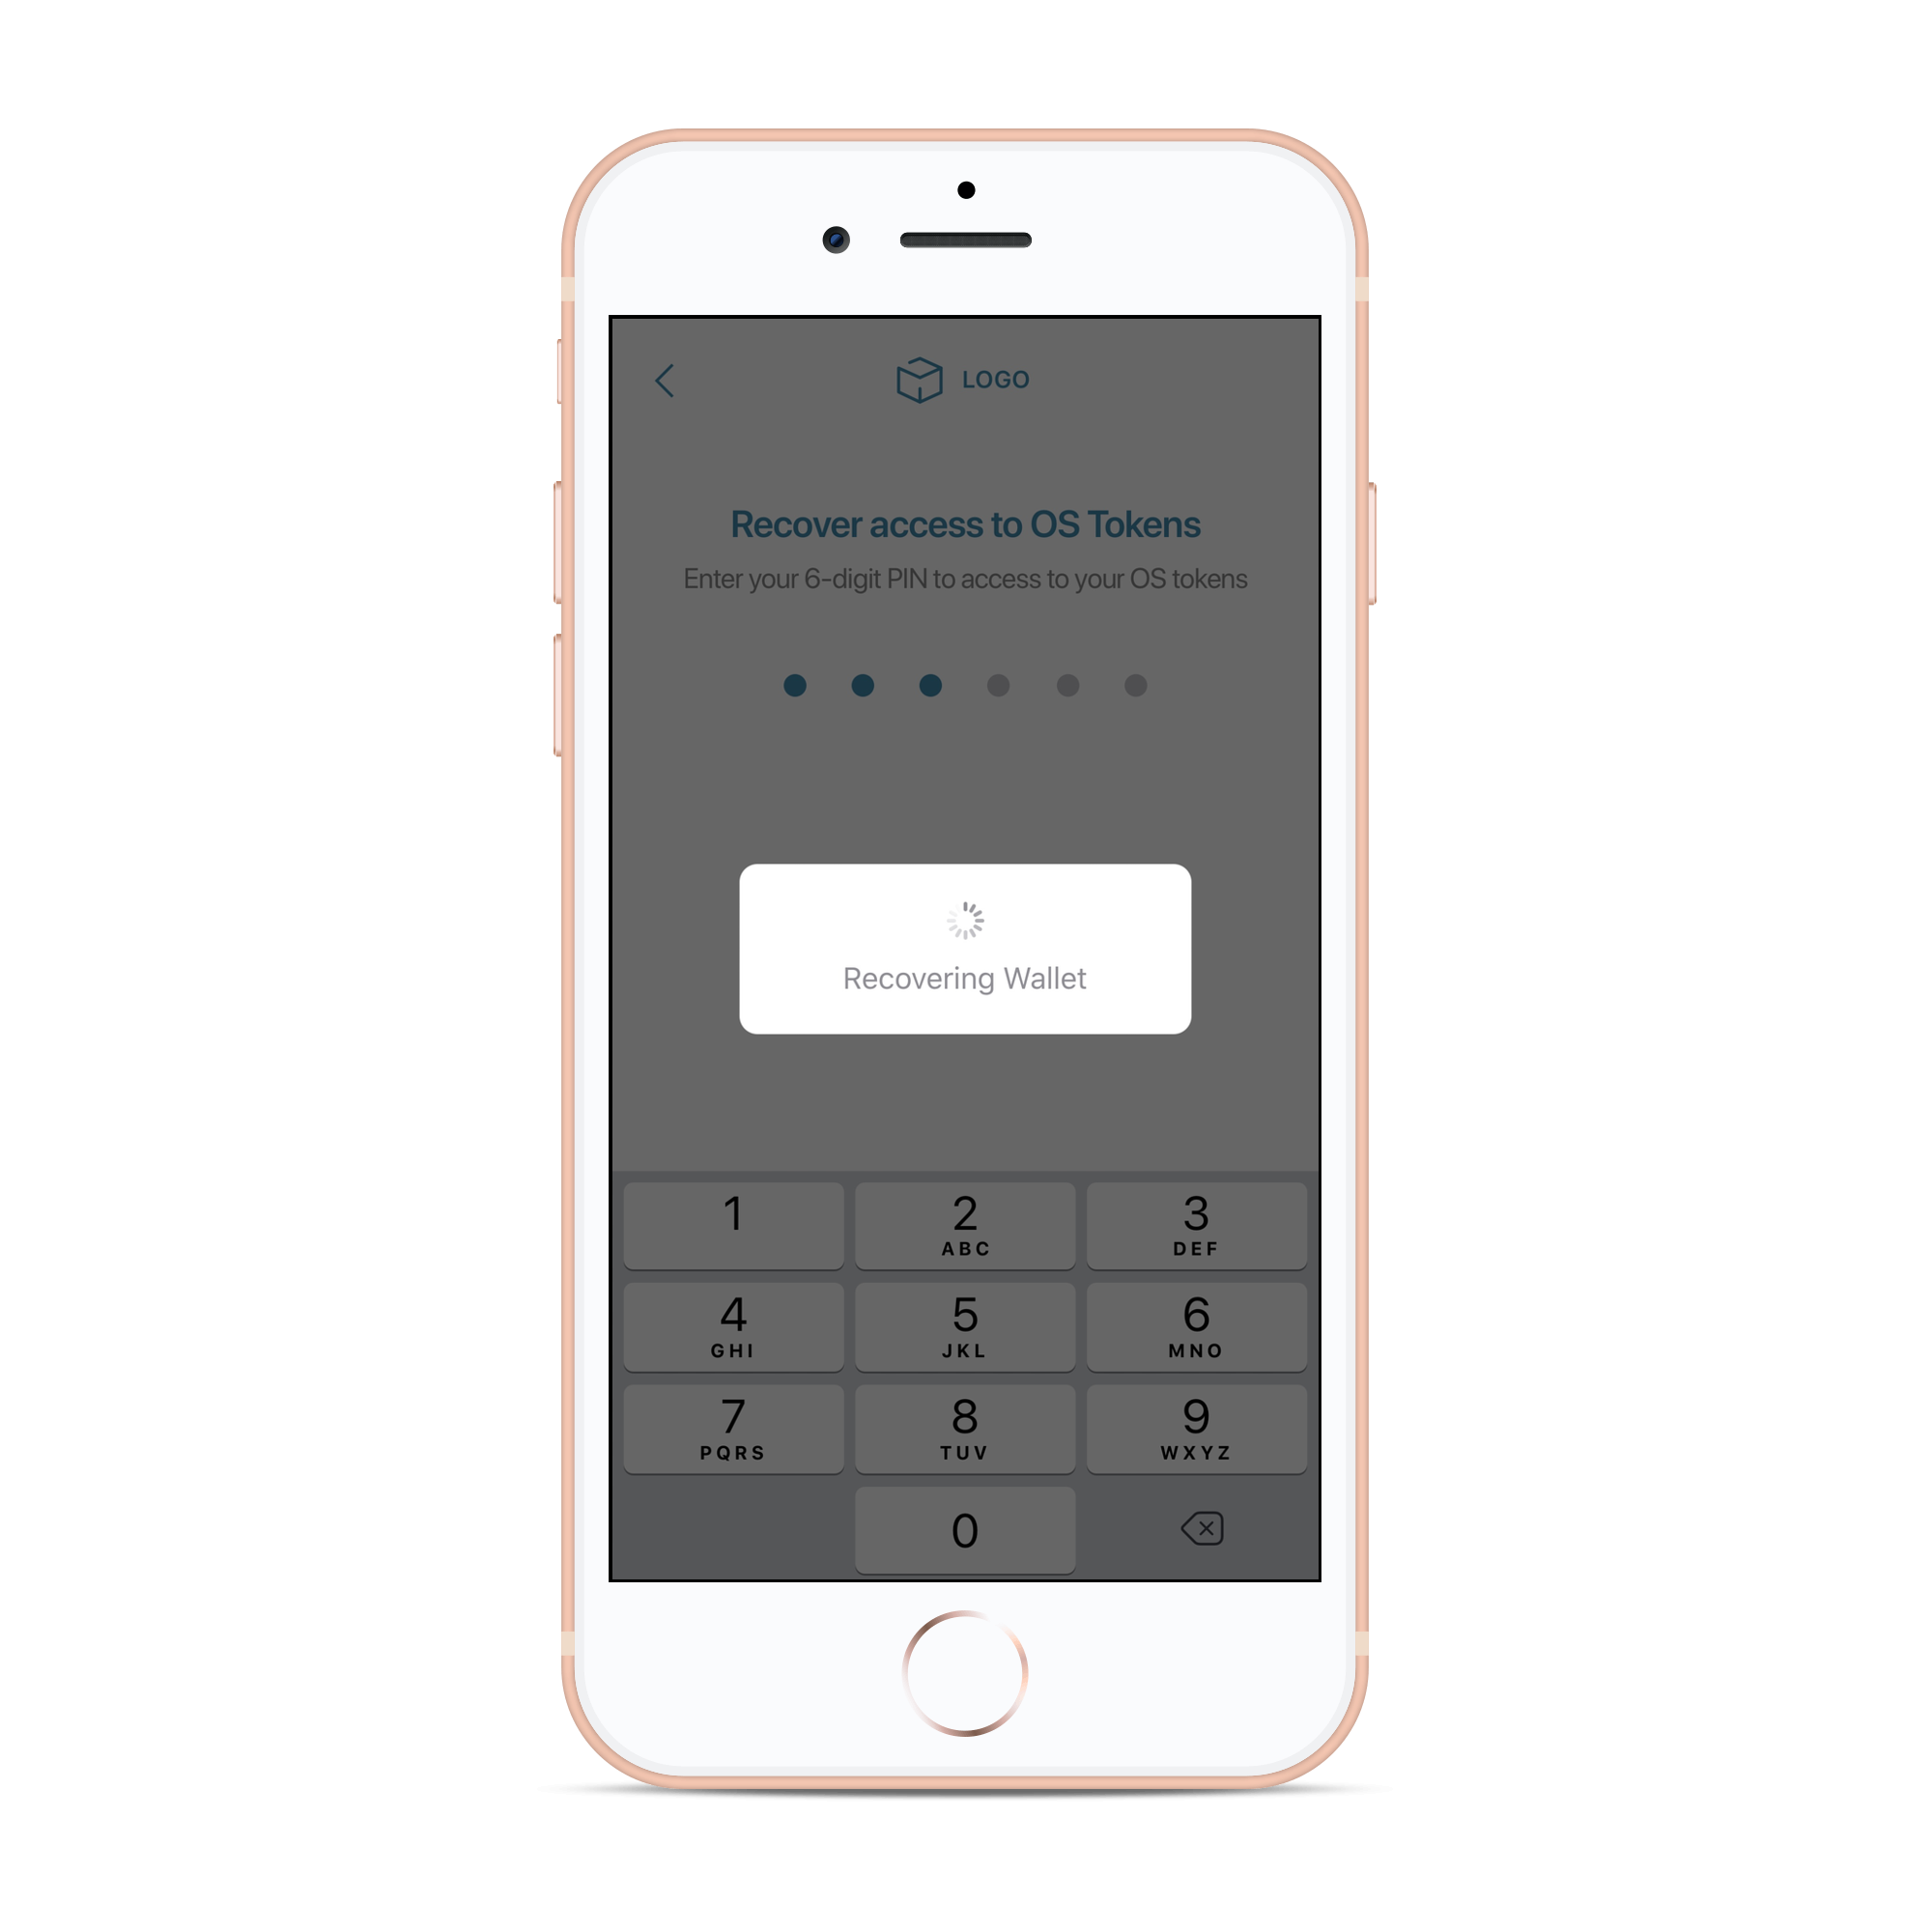 LOGO
Recover access to OS Tokens
Enter your 6-digit PIN to access to your OS tokens
Recovering Wallet
1 2 3
ABC DEF
4 5 6
GHI JKL MNO
7 8 9
PQRS TUV WXYZ
0